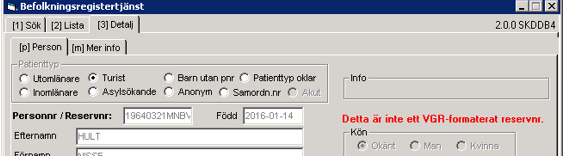 Befolkningsregistertjänst
[1] Sök [2] Lista [3] Detalj 2.0.0 SKDDB4
[p] Person [m] Mer info
Patienttyp
Utomlänare Turist Barn utan pnr Patienttyp oklar Info
Inomlänare Asylsökande Anonym Samordn.nr Akut
Personnr / Reservnr: 19640321MNBV Född 2016-01-14 Detta är inte ett VGR-formaterat reservnr.
Efternamn HULT Kön
Okänt Man Kvinna
Förnamn NISSE